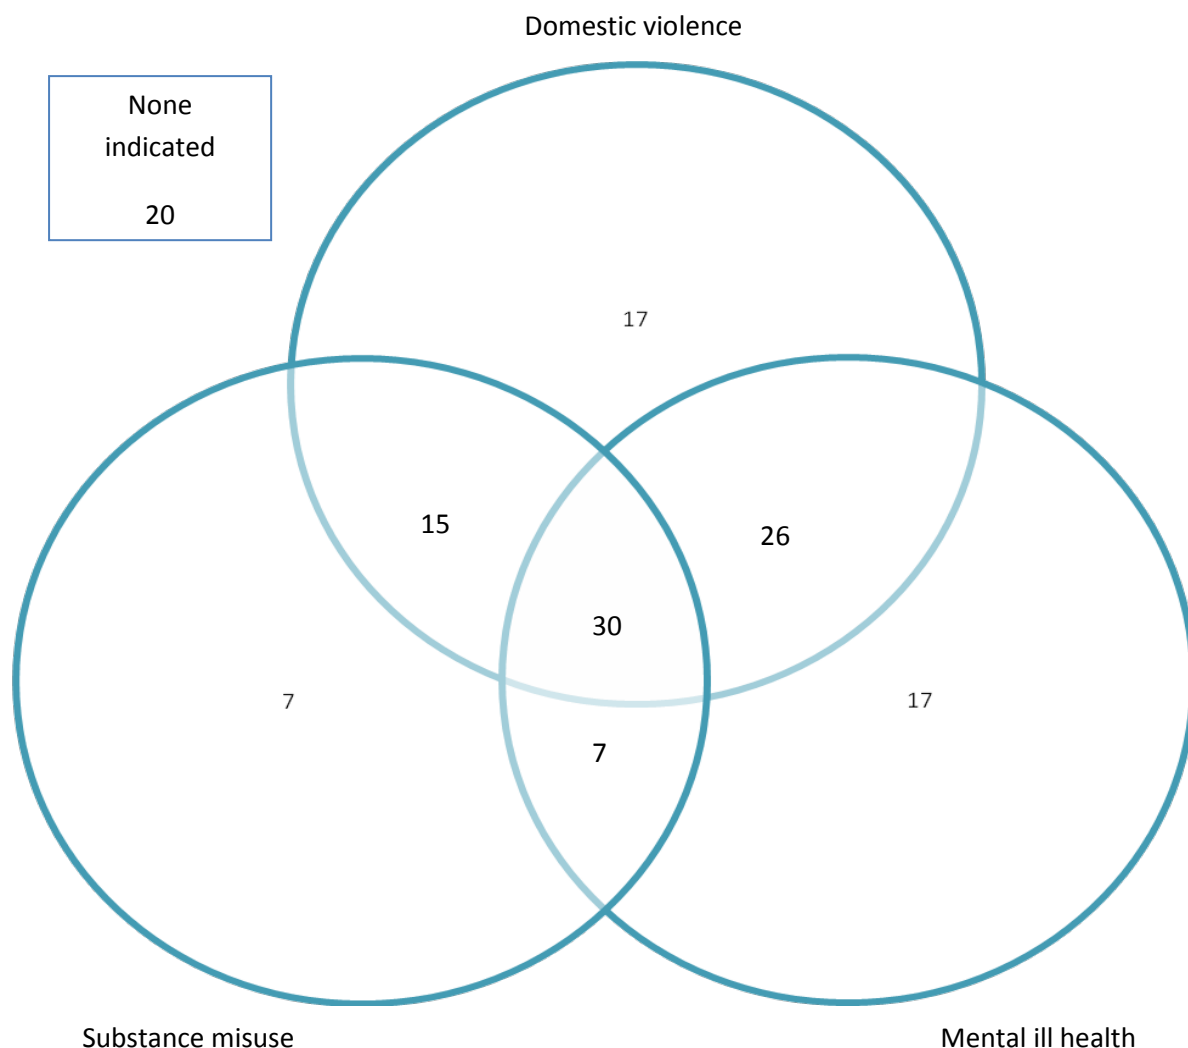 Domestic violence
None
indicated
20
17
15
26
30
7
17
7
Substance misuse
Mental ill health